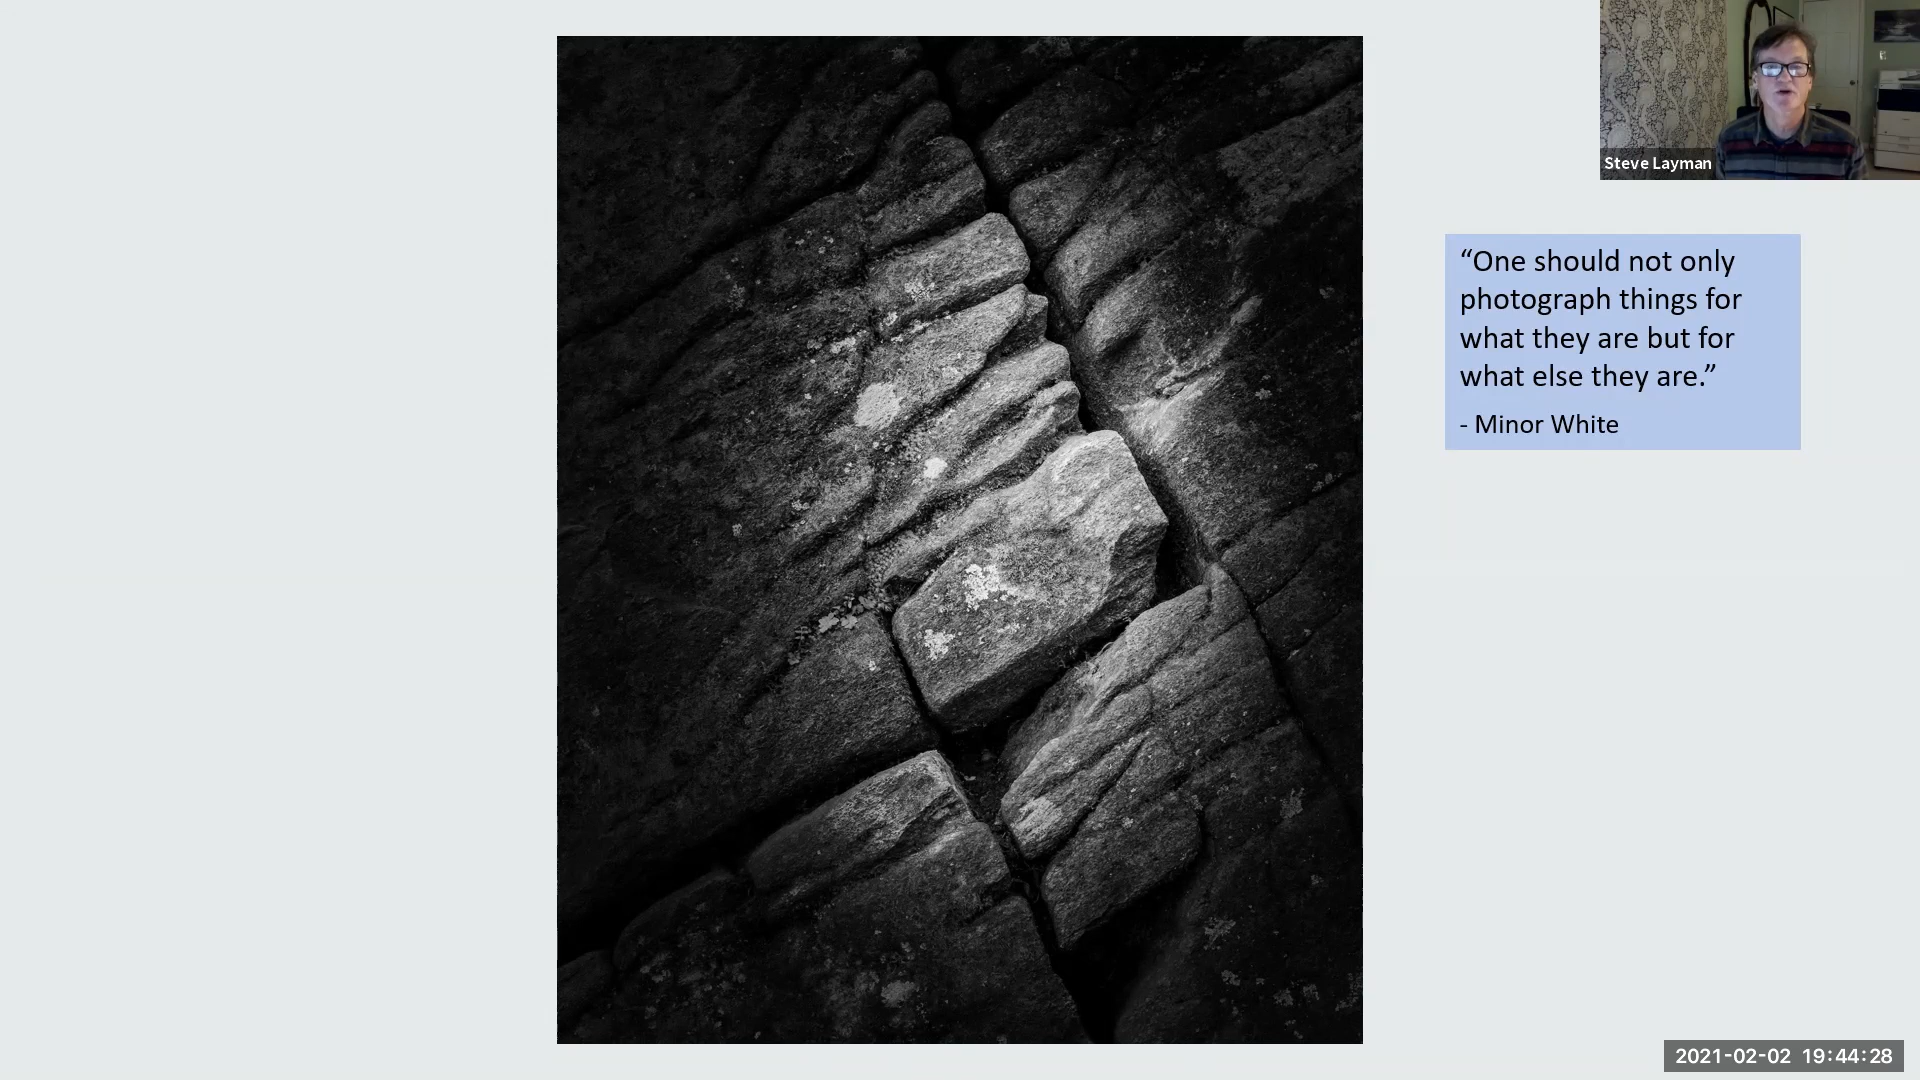 Steve Layman
“One should not only
photograph things for
what they are but for
what else they are.”
- Minor White
2021-02-02 19:44:28